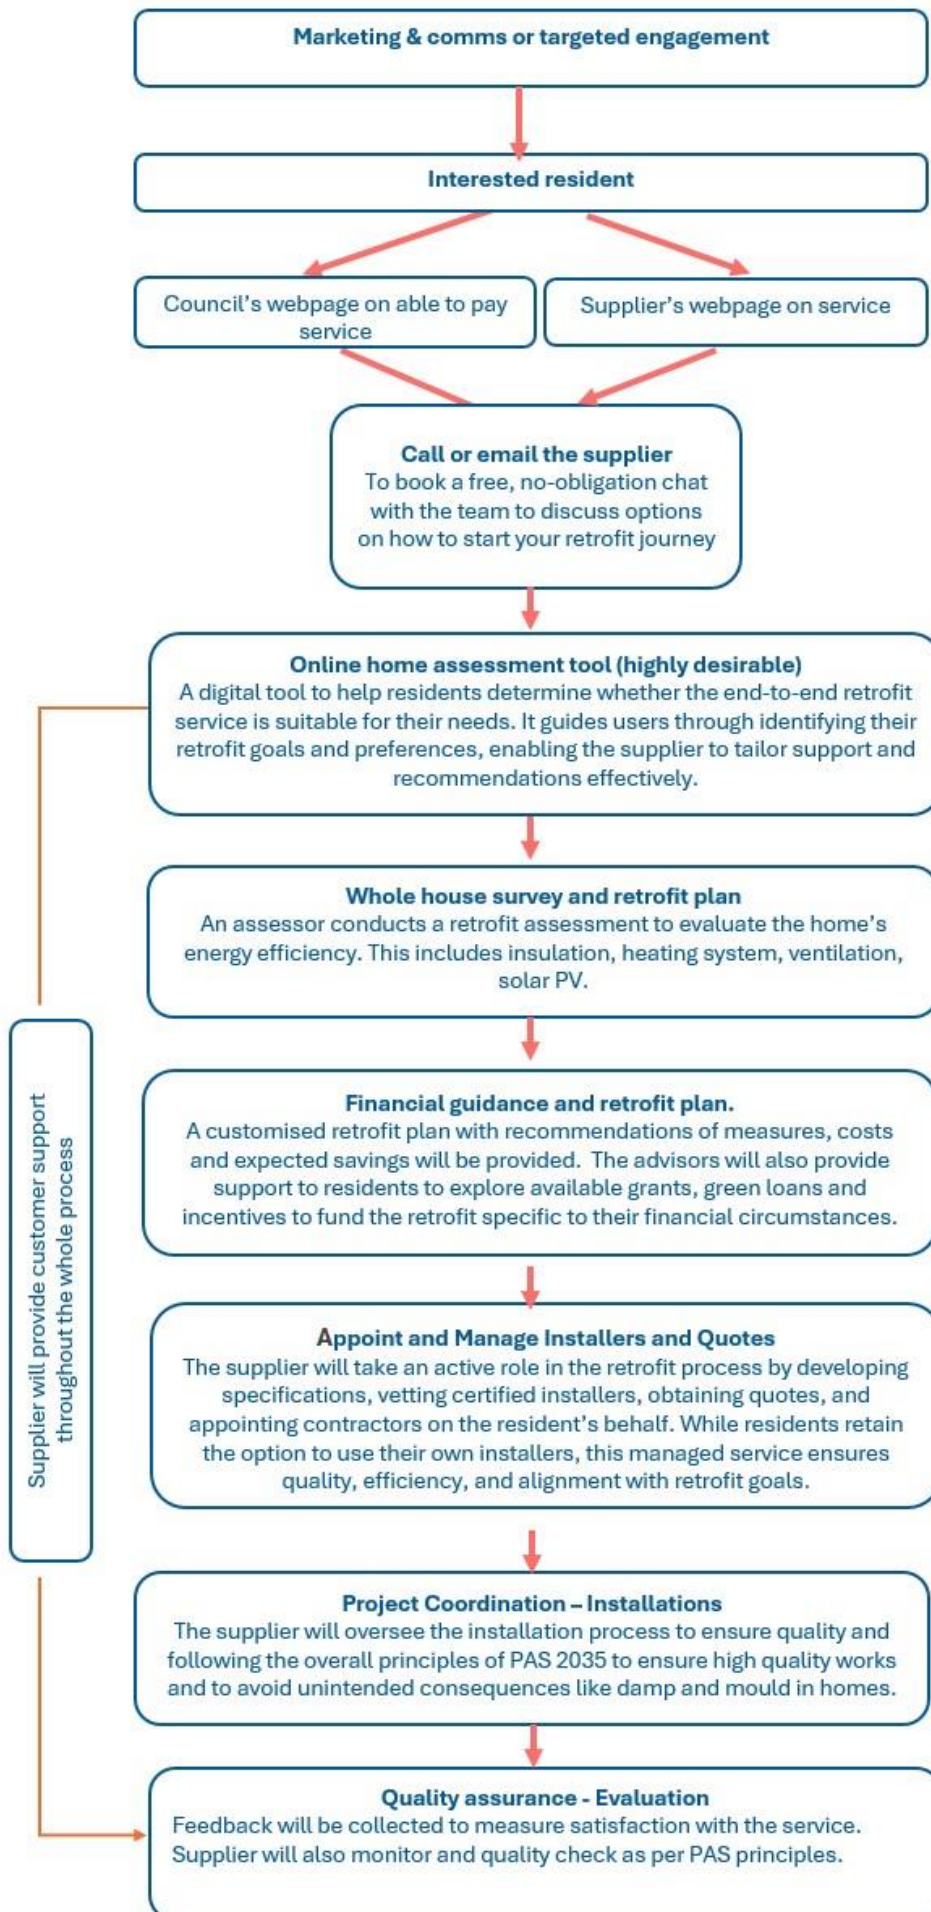 Marketing & comms or targeted engagement
Interested resident
Council's webpage on able to pay
service
Supplier's webpage on service
Call or email the supplier
To book a free, no-obligation chat
with the team to discuss options
on how to start your retrofit journey
Online home assessment tool (highly desirable)
A digital tool to help residents determine whether the end-to-end retrofit
service is suitable for their needs. It guides users through identifying their
retrofit goals and preferences, enabling the supplier to tailor support and
recommendations effectively.
Whole house survey and retrofit plan
An assessor conducts a retrofit assessment to evaluate the home's
energy efficiency. This includes insulation, heating system, ventilation,
solar PV.
Financial guidance and retrofit plan.
A customised retrofit plan with recommendations of measures, costs
and expected savings will be provided. The advisors will also provide
support to residents to explore available grants, green loans and
incentives to fund the retrofit specific to their financial circumstances.
Appoint and Manage Installers and Quotes
The supplier will take an active role in the retrofit process by developing
specifications, vetting certified installers, obtaining quotes, and
appointing contractors on the resident's behalf. While residents retain
the option to use their own installers, this managed service ensures
quality, efficiency, and alignment with retrofit goals.
Project Coordination – Installations
The supplier will oversee the installation process to ensure quality and
following the overall principles of PAS 2035 to ensure high quality works
and to avoid unintended consequences like damp and mould in homes.
Quality assurance - Evaluation
Feedback will be collected to measure satisfaction with the service.
Supplier will also monitor and quality check as per PAS principles.
Supplier will provide customer support
throughout the whole process